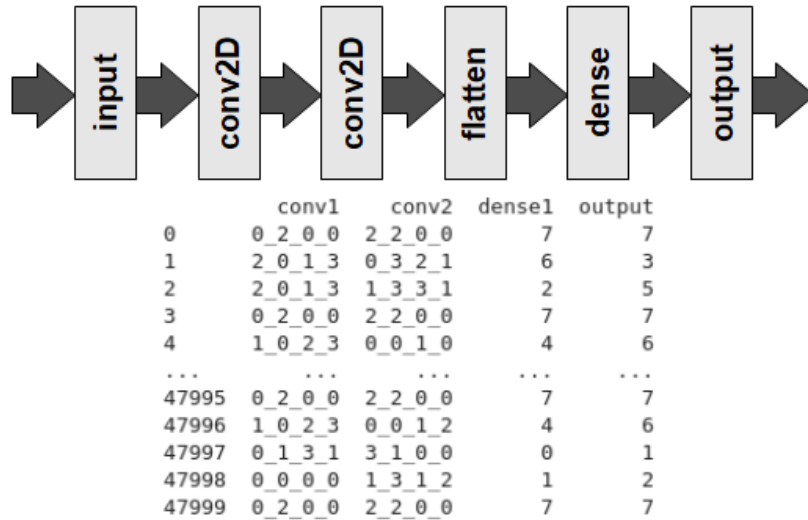 input conv2D conv2D flatten dense output
conv1 conv2 dense1 output
0 0_2_0_0 2_2_0_0 7 7
1 2_0_1_3 0_3_2_1 6 3
2 2_0_1_3 1_3_3_1 2 5
3 0_2_0_0 2_2_0_0 7 7
4 1_0_2_3 0_0_1_0 4 6
... ... ... ... ...
47995 0_2_0_0 2_2_0_0 7 7
47996 1_0_2_3 0_0_1_2 4 6
47997 0_1_3_1 3_1_0_0 0 1
47998 0_0_0_0 1_3_1_2 1 2
47999 0_2_0_0 2_2_0_0 7 7